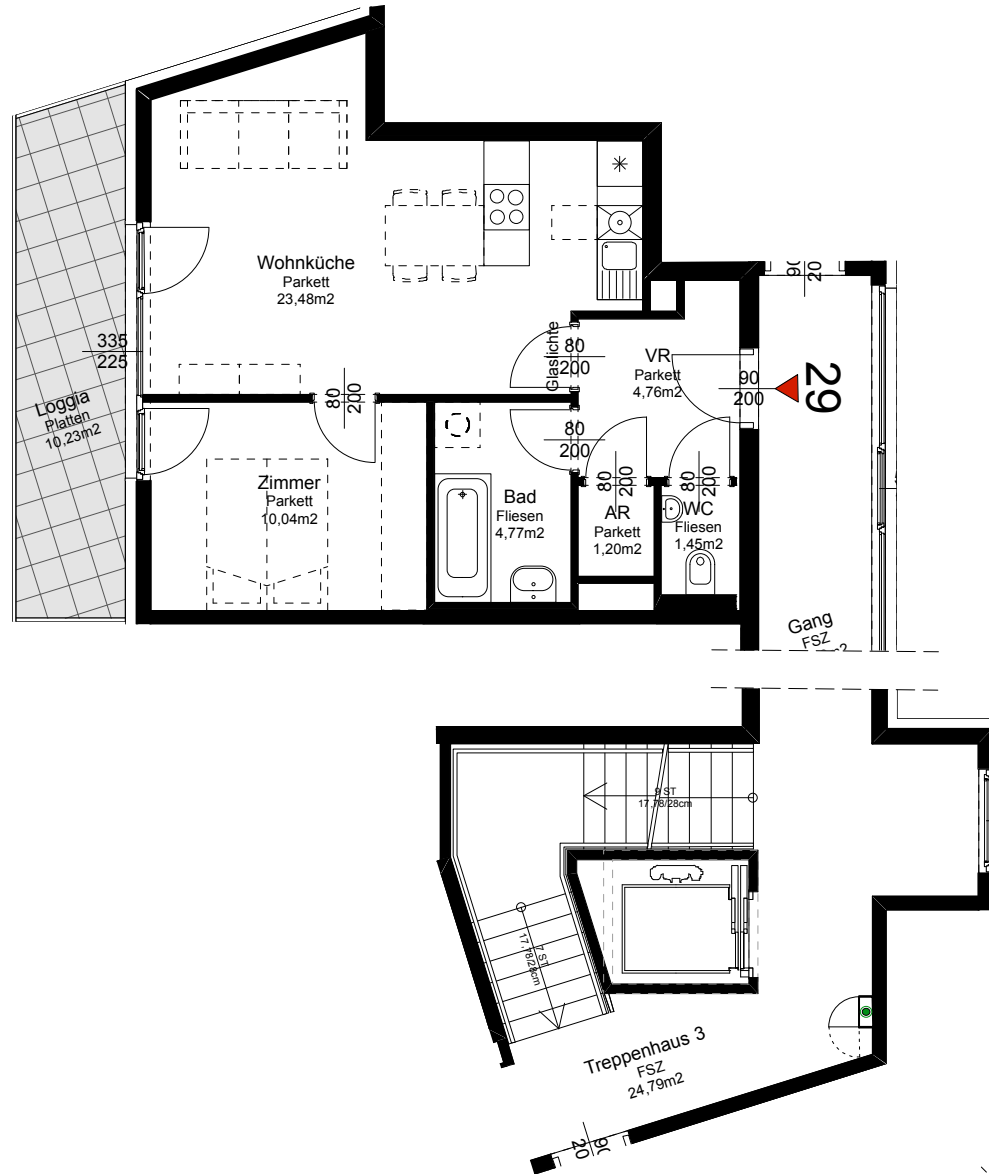 Wohnküche
Parkett
23,48m2
335
225
Loggia
Platten
10,23m2
Glaslichte
80
200
VR
Parkett
4,76m2
90
200
29
90
20
80
200
80
200
Zimmer
Parkett
10,04m2
Bad
Fliesen
4,77m2
80
200
AR
Parkett
1,20m2
80
200
WC
Fliesen
1,45m2
Gang
FSZ
9 ST
17,78/28cm
7 ST
17,78/28cm
Treppenhaus 3
FSZ
24,79m2
90
20